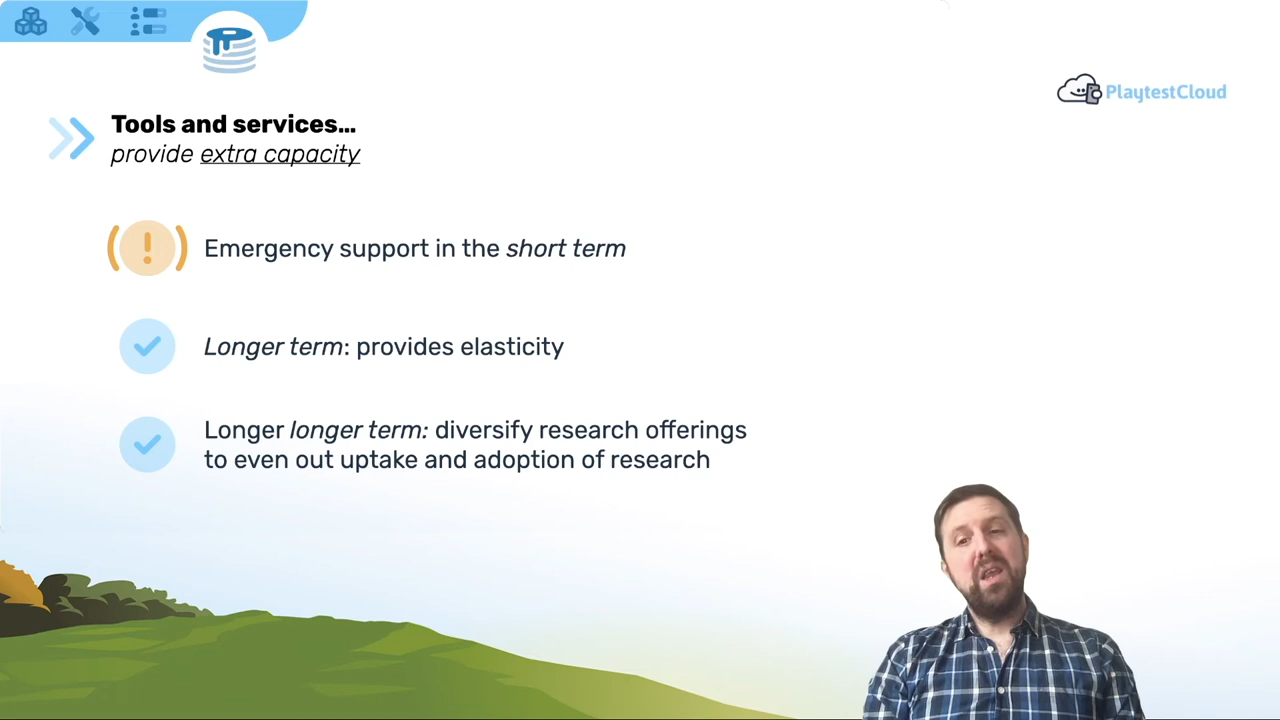 PlaytestCloud
Tools and services...
provide extra capacity
Emergency support in the short term
Longer term: provides elasticity
Longer longer term: diversify research offerings
to even out uptake and adoption of research